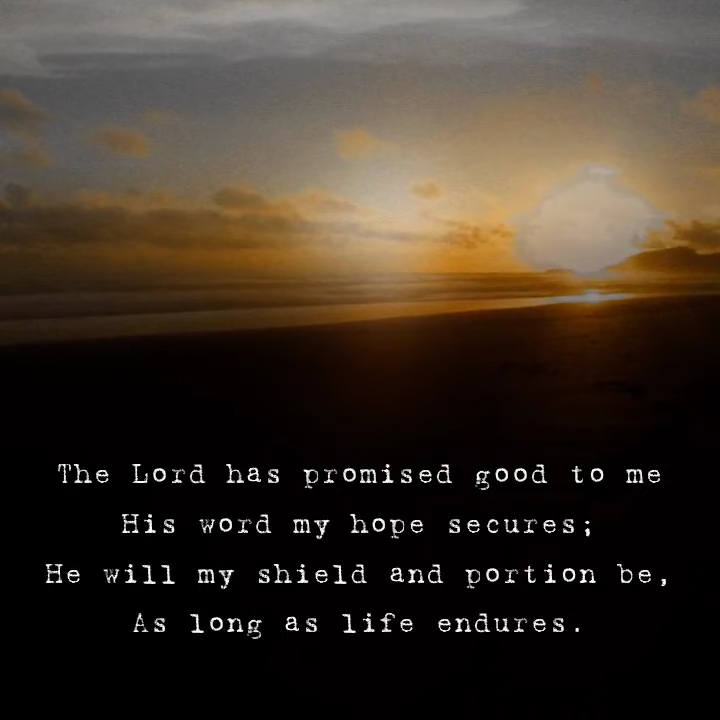 The Lord has promised good to me
His word my hope secures;
He will my shield and portion be,
As long as life endures.